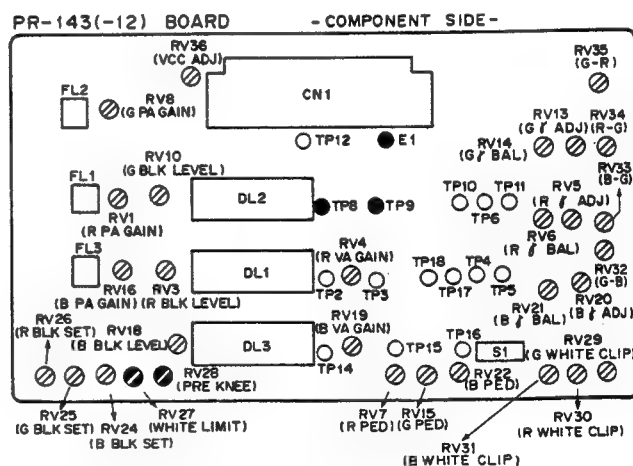 PR-143(-12) BOARD
-COMPONENT SIDE-
RV36
(VCC ADJ)
RV35
(G-R)
FL2
RV8
(G PA GAIN)
CN1
RV13
(G γ ADJ)
RV34
(R-G)
TP12
E1
RV14
(G γ BAL)
RV33
(B-G)
RV10
(G BLK LEVEL)
FL1
DL2
TP8
TP9
TP10
TP11
TP6
RV5
(R γ ADJ)
RV1
(R PA GAIN)
RV6
(R γ BAL)
FL3
DL1
RV4
(R VA GAIN)
TP18
TP4
RV32
(G-B)
RV16
(B PA GAIN)
RV3
(R BLK LEVEL)
TP2
TP3
TP17
TP5
RV20
(B γ ADJ)
RV26
(R BLK SET)
RV18
(B BLK LEVEL)
RV19
(B VA GAIN)
RV21
(B γ BAL)
DL3
TP14
TP15
TP16
S1
RV29
(G WHITE CLIP)
RV28
(PRE KNEE)
RV22
(B PED)
RV25
(G BLK SET)
RV24
(B BLK SET)
RV27
(WHITE LIMIT)
RV7
(R PED)
RV15
(G PED)
RV30
(R WHITE CLIP)
RV31
(B WHITE CLIP)